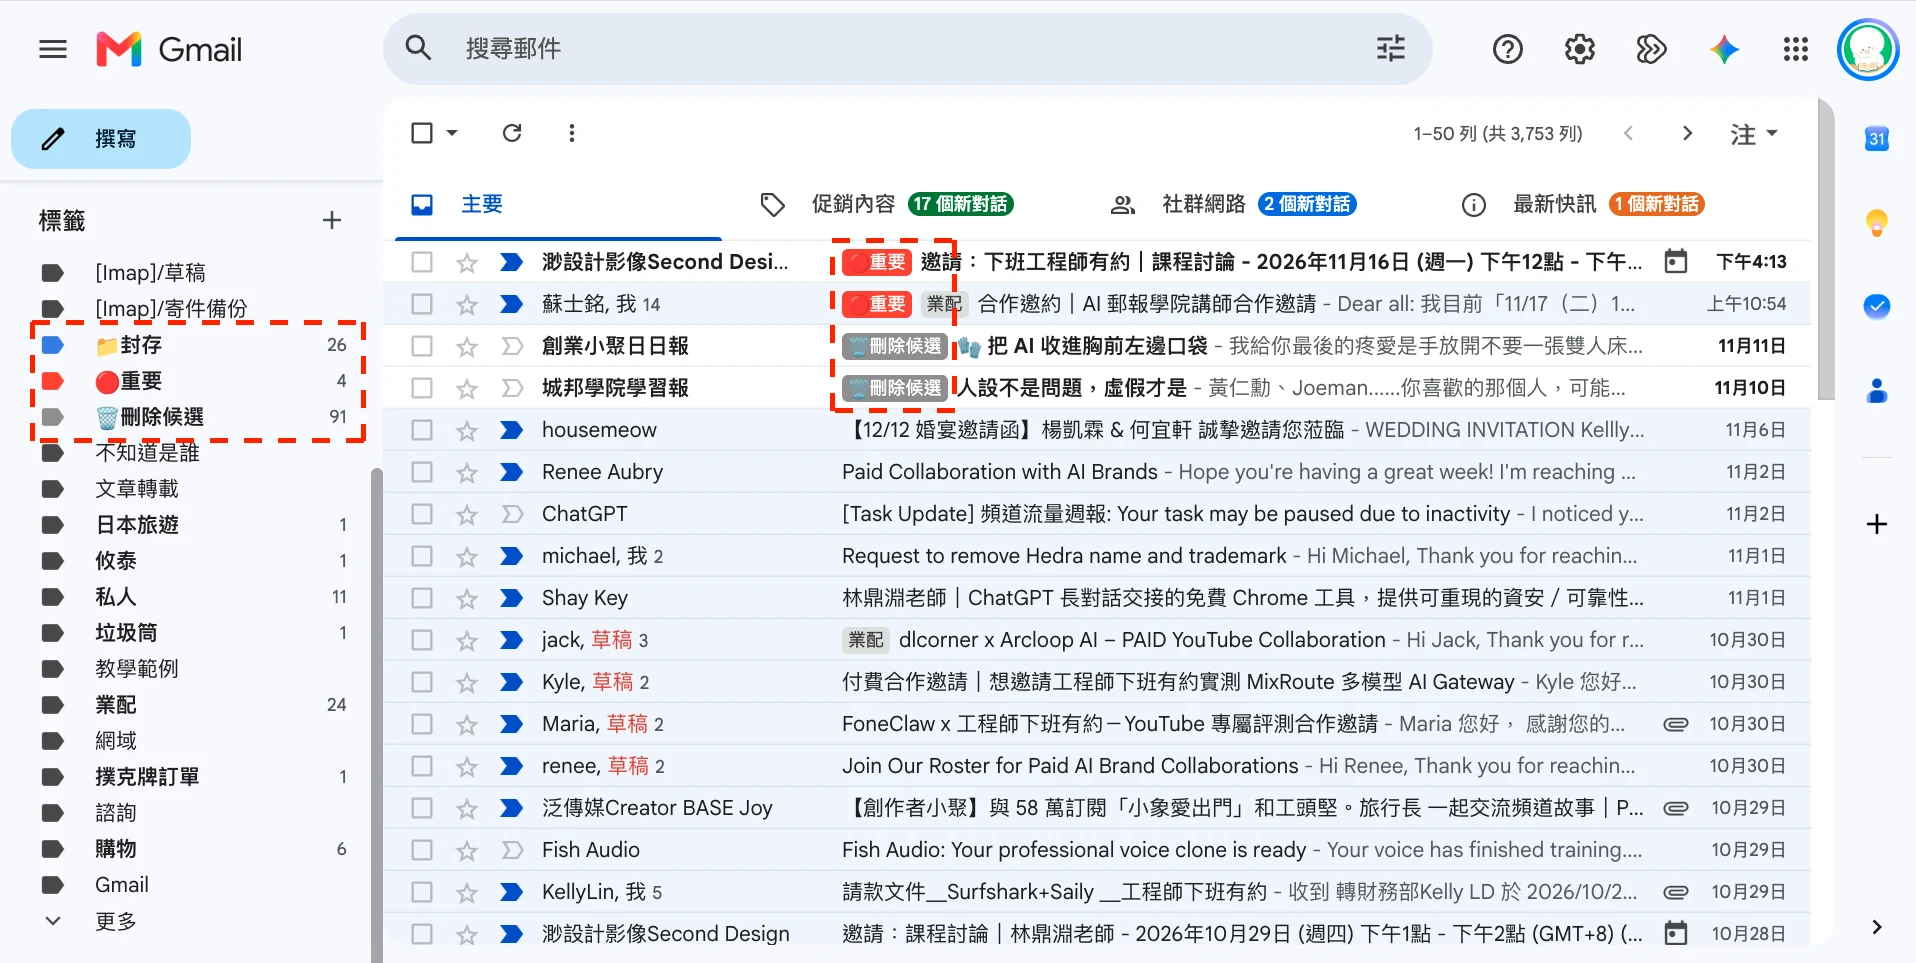 Gmail
搜尋郵件
撰寫
標籤
[Imap]/草稿
[Imap]/寄件備份
📁封存 26
🔴重要 4
🗑️刪除候選 91
不知道是誰
文章轉載
日本旅遊 1
攸泰 1
私人 11
垃圾筒 1
教學範例
業配 24
網域
撲克牌訂單 1
諮詢
購物 6
Gmail
更多
1–50 列 (共 3,753 列) 注
主要 促銷內容 17 個新對話 社群網路 2 個新對話 最新快訊 1 個新對話
渺設計影像Second Desi... 🔴重要 邀請：下班工程師有約｜課程討論 - 2026年11月16日 (週一) 下午12點 - 下午... 下午4:13
蘇士銘, 我 14 🔴重要 業配 合作邀約｜AI 郵報學院講師合作邀請 - Dear all: 我目前「11/17（二）1... 上午10:54
創業小聚日日報 🗑️刪除候選 🧤 把 AI 收進胸前左邊口袋 - 我給你最後的疼愛是手放開不要一張雙人床... 11月11日
城邦學院學習報 🗑️刪除候選 人設不是問題，虛假才是 - 黃仁勳、Joeman......你喜歡的那個人，可能... 11月10日
housemeow 【12/12 婚宴邀請函】楊凱霖 & 何宜軒 誠摯邀請您蒞臨 - WEDDING INVITATION Kellly... 11月6日
Renee Aubry Paid Collaboration with AI Brands - Hope you're having a great week! I'm reaching ... 11月2日
ChatGPT [Task Update] 頻道流量週報: Your task may be paused due to inactivity - I noticed y... 11月2日
michael, 我 2 Request to remove Hedra name and trademark - Hi Michael, Thank you for reachin... 11月1日
Shay Key 林鼎淵老師｜ChatGPT 長對話交接的免費 Chrome 工具，提供可重現的資安 / 可靠性... 11月1日
jack, 草稿 3 業配 dlcorner x Arcloop AI – PAID YouTube Collaboration - Hi Jack, Thank you for r... 10月30日
Kyle, 草稿 2 付費合作邀請｜想邀請工程師下班有約實測 MixRoute 多模型 AI Gateway - Kyle 您好... 10月30日
Maria, 草稿 2 FoneClaw x 工程師下班有約－YouTube 專屬評測合作邀請 - Maria 您好， 感謝您的... 10月30日
renee, 草稿 2 Join Our Roster for Paid AI Brand Collaborations - Hi Renee, Thank you for reachin... 10月30日
泛傳媒Creator BASE Joy 【創作者小聚】與 58 萬訂閱「小象愛出門」和工頭堅。旅行長 一起交流頻道故事｜P... 10月29日
Fish Audio Fish Audio: Your professional voice clone is ready - Your voice has finished training.... 10月29日
KellyLin, 我 5 請款文件__Surfshark+Saily __工程師下班有約 - 收到 轉財務部Kelly LD 於 2026/10/2... 10月29日
渺設計影像Second Design 邀請：課程討論｜林鼎淵老師 - 2026年10月29日 (週四) 下午1點 - 下午2點 (GMT+8) (... 10月28日
31